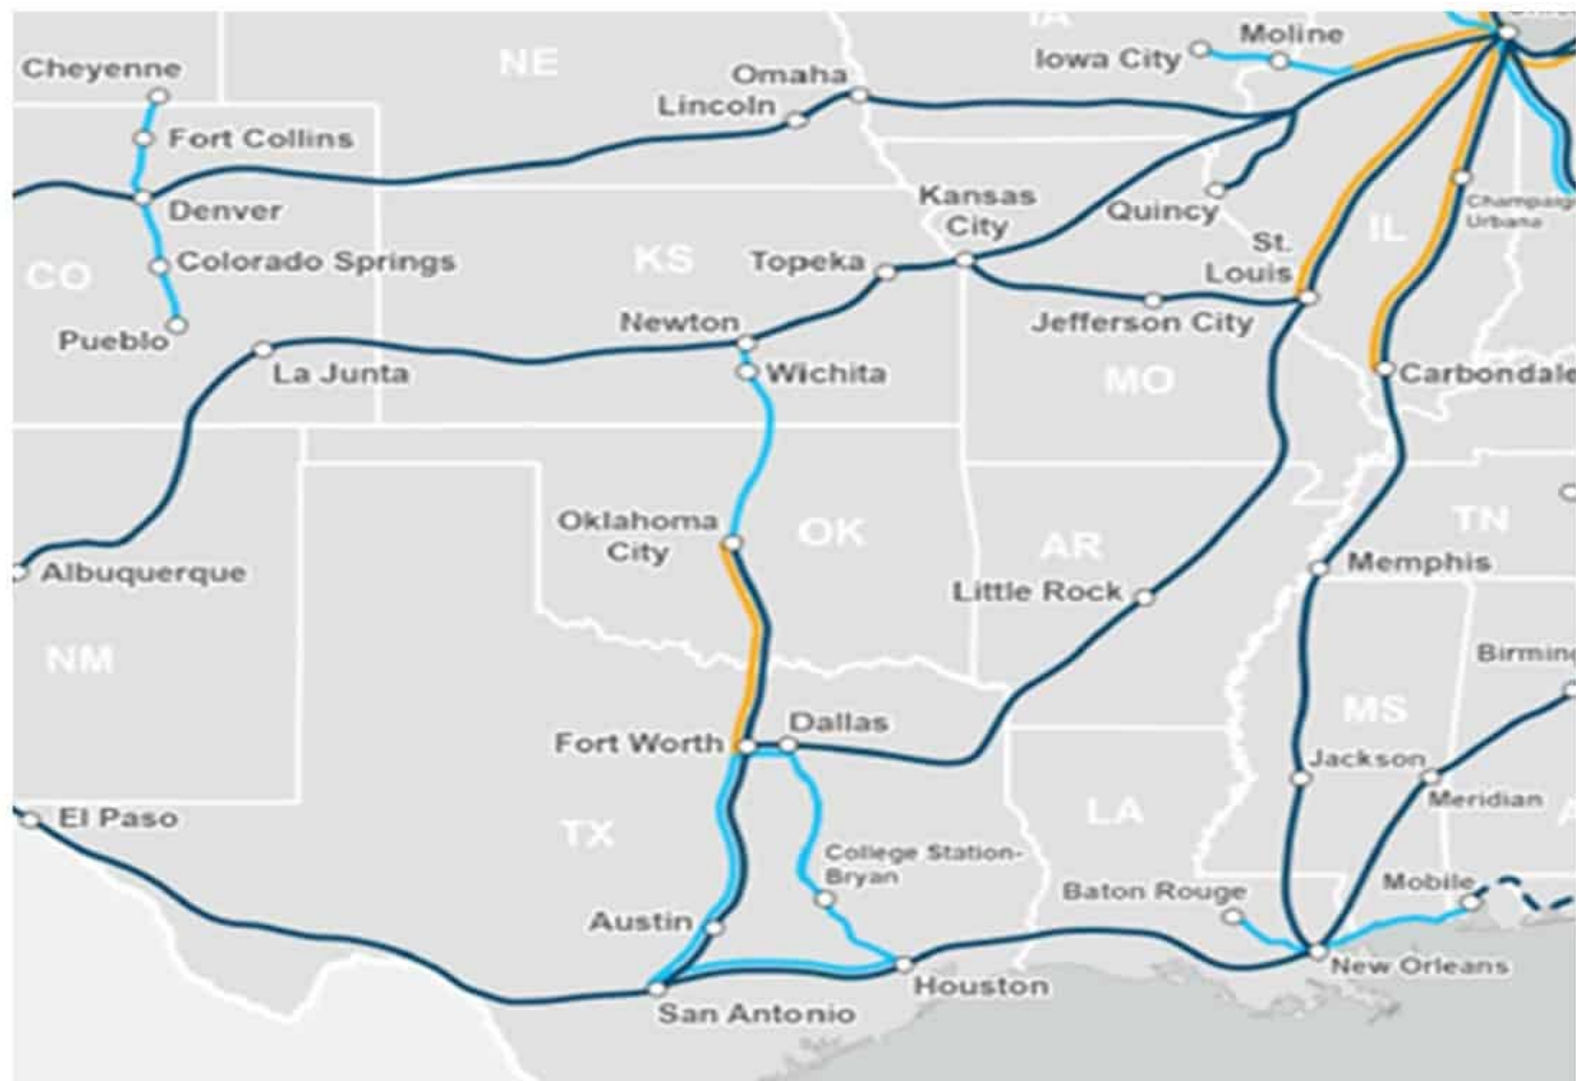 IA
Moline
Iowa City
Cheyenne
NE
Omaha
Lincoln
Fort Collins
Denver
Kansas
City
Quincy
Champaig
Urbana
IL
St.
Louis
CO
Colorado Springs
KS
Topeka
Pueblo
Newton
Jefferson City
La Junta
Wichita
MO
Carbondale
Oklahoma
City
OK
AR
TN
Albuquerque
Little Rock
Memphis
NM
Birming
MS
Dallas
Fort Worth
Jackson
Meridian
El Paso
TX
LA
A
College Station-
Bryan
Baton Rouge
Mobile
Austin
New Orleans
Houston
San Antonio